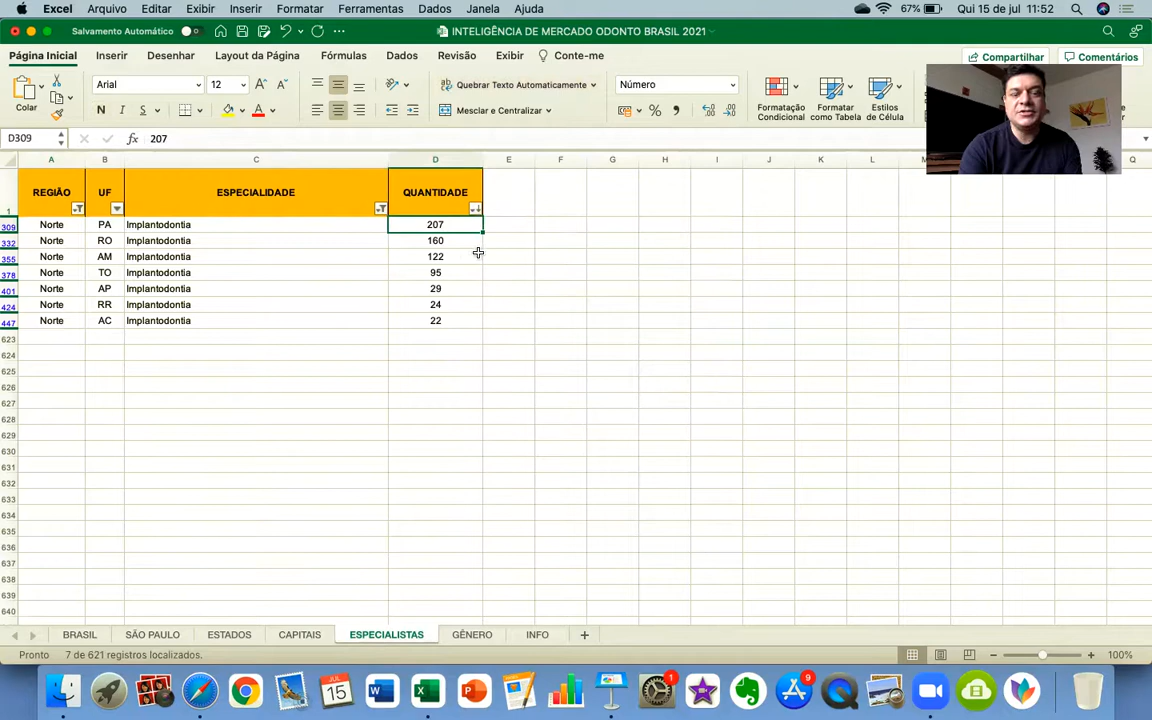 Excel Arquivo Editar Exibir Inserir Formatar Ferramentas Dados Janela Ajuda 67% Qui 15 de jul 11:52
Salvamento Automático INTELIGÊNCIA DE MERCADO ODONTO BRASIL 2021
Página Inicial Inserir Desenhar Layout da Página Fórmulas Dados Revisão Exibir Conte-me Compartilhar Comentários
Colar Arial 12 Quebrar Texto Automaticamente Número
N I S A Mesclar e Centralizar % Formatação Condicional Formatar como Tabela Estilos de Célula
D309 fx 207
A B C D E F G H I J K L M Q
1 REGIÃO UF ESPECIALIDADE QUANTIDADE
309 Norte PA Implantodontia 207
332 Norte RO Implantodontia 160
355 Norte AM Implantodontia 122
378 Norte TO Implantodontia 95
401 Norte AP Implantodontia 29
424 Norte RR Implantodontia 24
447 Norte AC Implantodontia 22
623
624
625
626
627
628
629
630
631
632
633
634
635
636
637
638
639
640
BRASIL SÃO PAULO ESTADOS CAPITAIS ESPECIALISTAS GÊNERO INFO
Pronto 7 de 621 registros localizados. 100%
JUL 15 W X P 1 9